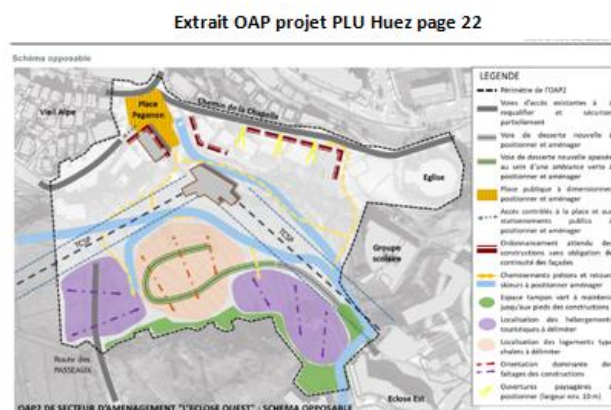 Extrait OAP projet PLU Huez page 22
Schéma opposable
Vieil Alpe
Place
Paganon
Chemin de la Chapelle
Eglise
TCSP
TCSP
Groupe
scolaire
Route des
PASSEAUX
Eclose Est
OAP2 DE SECTEUR D'AMENAGEMENT "L'ECLOSE OUEST" : SCHEMA OPPOSABLE
LEGENDE
Périmètre de l'OAP2
Voies d'accès existantes à
requalifier et sécuriser
partiellement
Voie de desserte nouvelle à
positionner et aménager
Voie de desserte nouvelle apaisée
au sein d'une ambiance verte à
positionner et aménager
Place publique à dimensionner,
positionner et aménager
Accès contrôlés à la place et aux
stationnements publics à
positionner et aménager
Ordonnancement attendu des
constructions sans obligation de
continuité des façades
Cheminements piétons et retours
skieurs à positionner aménager
Espace tampon vert à maintenir
jusqu'aux pieds des constructions
Localisation des hébergements
touristiques à délimiter
Localisation des logements type
chalets à délimiter
Orientation dominante des
faîtages des constructions
Ouvertures paysagères à
positionner (largeur env. 10 m)